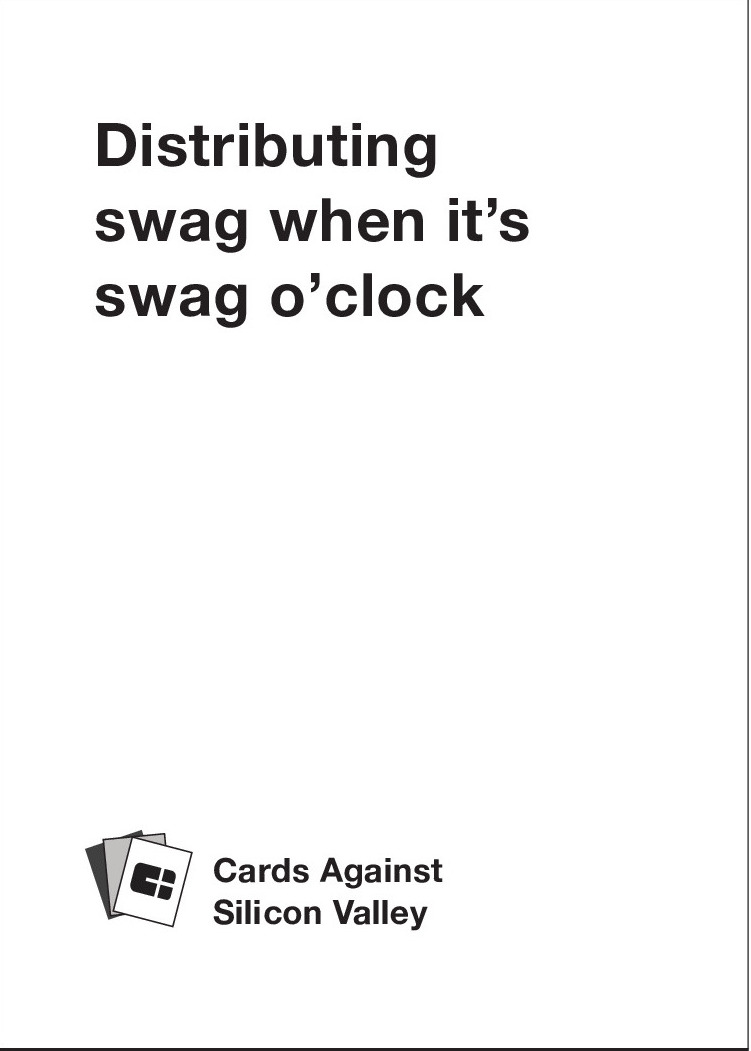 Distributing
swag when it’s
swag o’clock
Cards Against
Silicon Valley